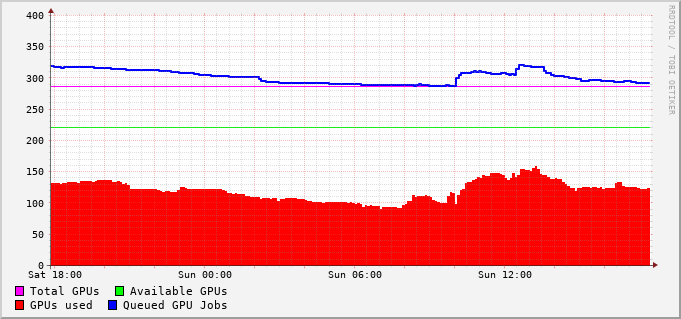 400
350
300
250
200
150
100
50
0
Sat 18:00 Sun 00:00 Sun 06:00 Sun 12:00
Total GPUs Available GPUs
GPUs used Queued GPU Jobs
RRDTOOL / TOBI OETIKER